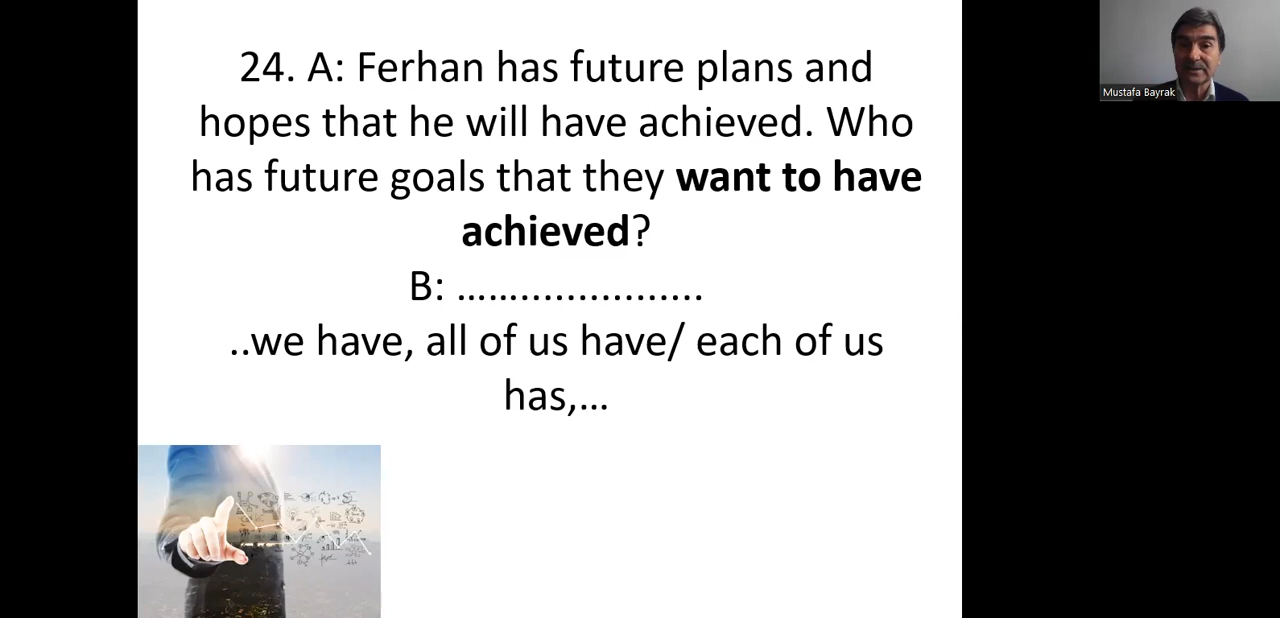 24. A: Ferhan has future plans and
hopes that he will have achieved. Who
has future goals that they want to have
achieved?
B: ……...................
..we have, all of us have/ each of us
has,…
Mustafa Bayrak